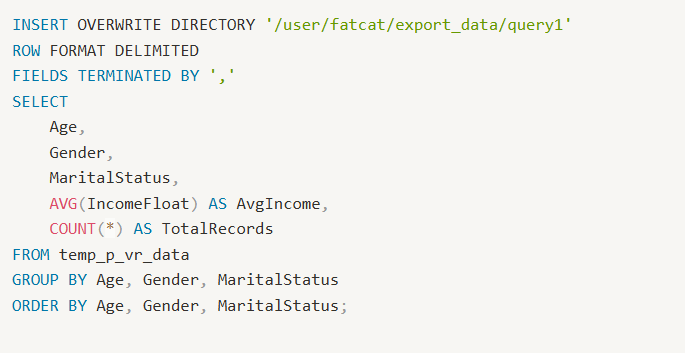 INSERT OVERWRITE DIRECTORY '/user/fatcat/export_data/query1'
ROW FORMAT DELIMITED
FIELDS TERMINATED BY ','
SELECT
    Age,
    Gender,
    MaritalStatus,
    AVG(IncomeFloat) AS AvgIncome,
    COUNT(*) AS TotalRecords
FROM temp_p_vr_data
GROUP BY Age, Gender, MaritalStatus
ORDER BY Age, Gender, MaritalStatus;